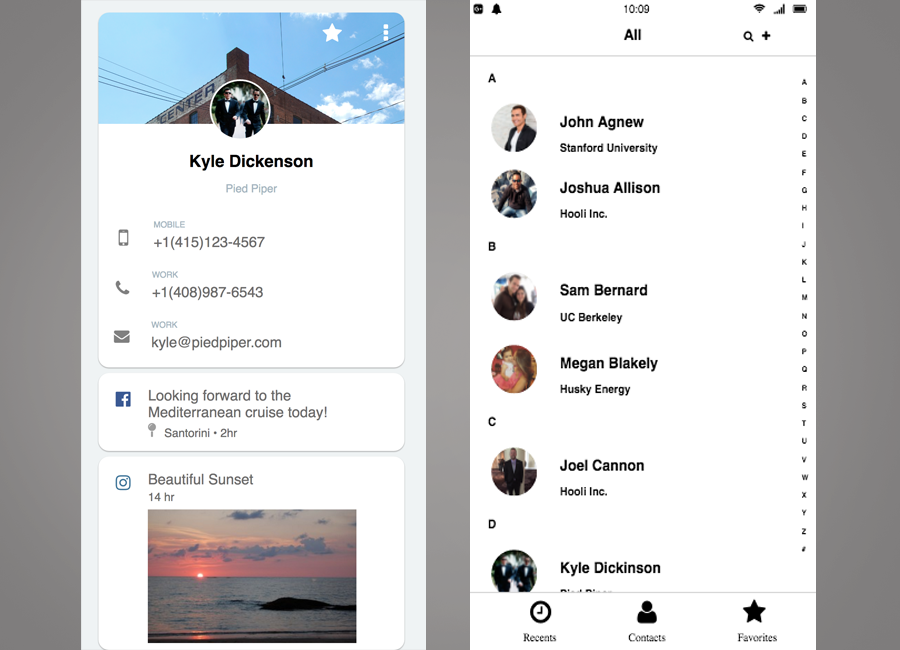 CENTER
Kyle Dickenson
Pied Piper
MOBILE
+1(415)123-4567
WORK
+1(408)987-6543
WORK
kyle@piedpiper.com
Looking forward to the
Mediterranean cruise today!
Santorini • 2hr
Beautiful Sunset
14 hr
10:09
All
A
John Agnew
Stanford University
Joshua Allison
Hooli Inc.
B
Sam Bernard
UC Berkeley
Megan Blakely
Husky Energy
C
Joel Cannon
Hooli Inc.
D
Kyle Dickinson
Pied Piper
A
B
C
D
E
F
G
H
I
J
K
L
M
N
O
P
Q
R
S
T
U
V
W
X
Y
Z
#
Recents
Contacts
Favorites